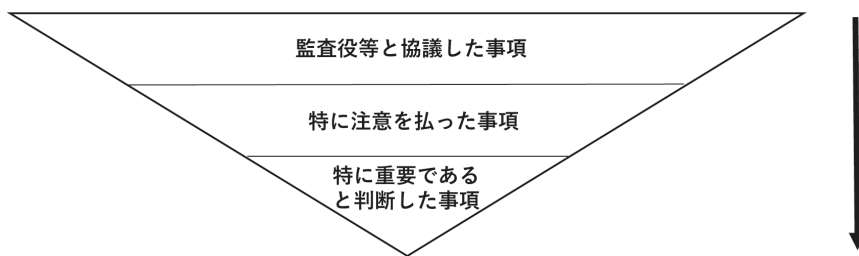 監査役等と協議した事項
特に注意を払った事項
特に重要である
と判断した事項